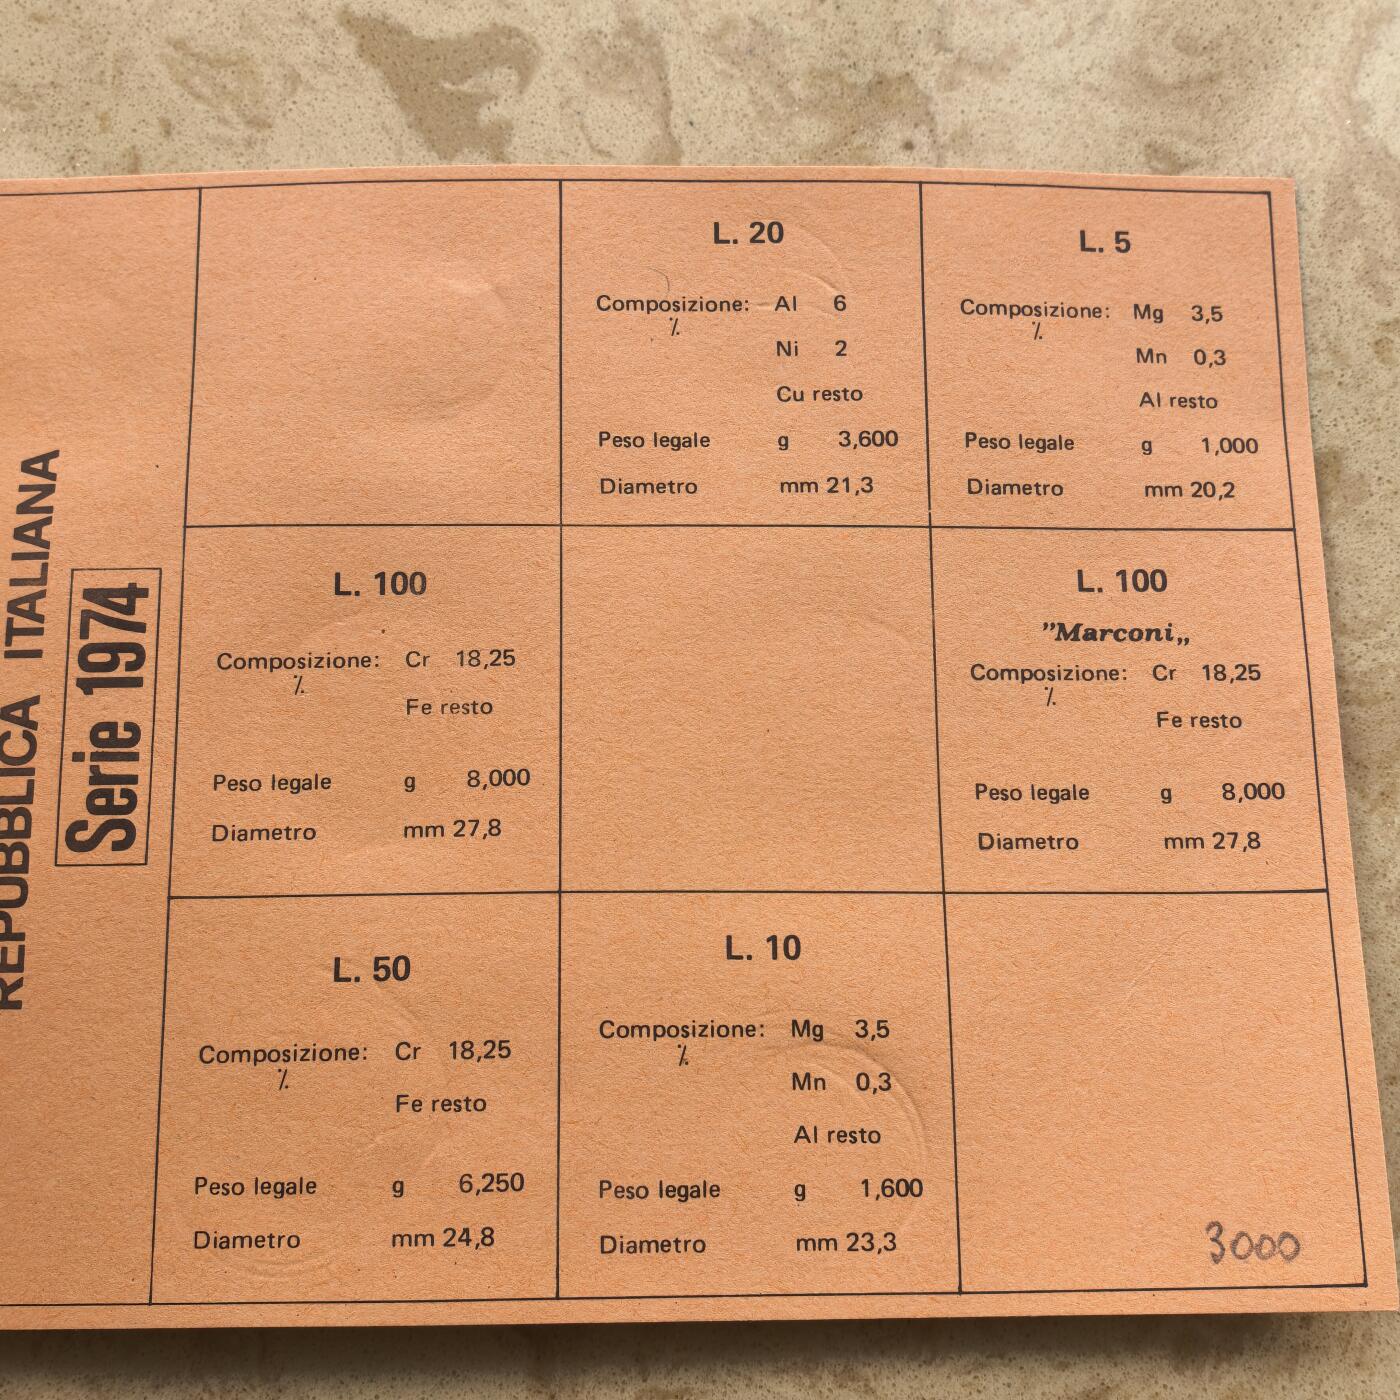 REPUBBLICA ITALIANA
Serie 1974
L. 20
Composizione: Al 6
%
Ni 2
Cu resto
Peso legale g 3,600
Diametro mm 21,3
L. 5
Composizione: Mg 3,5
%
Mn 0,3
Al resto
Peso legale g 1,000
Diametro mm 20,2
L. 100
Composizione: Cr 18,25
%
Fe resto
Peso legale g 8,000
Diametro mm 27,8
L. 100
"Marconi„
Composizione: Cr 18,25
%
Fe resto
Peso legale g 8,000
Diametro mm 27,8
L. 50
Composizione: Cr 18,25
%
Fe resto
Peso legale g 6,250
Diametro mm 24,8
L. 10
Composizione: Mg 3,5
%
Mn 0,3
Al resto
Peso legale g 1,600
Diametro mm 23,3
3000